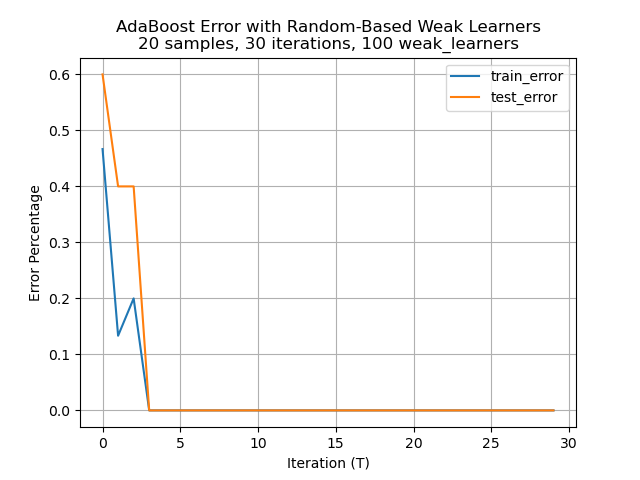 AdaBoost Error with Random-Based Weak Learners
20 samples, 30 iterations, 100 weak_learners
train_error
test_error
Error Percentage
0.6
0.5
0.4
0.3
0.2
0.1
0.0
0 5 10 15 20 25 30
Iteration (T)